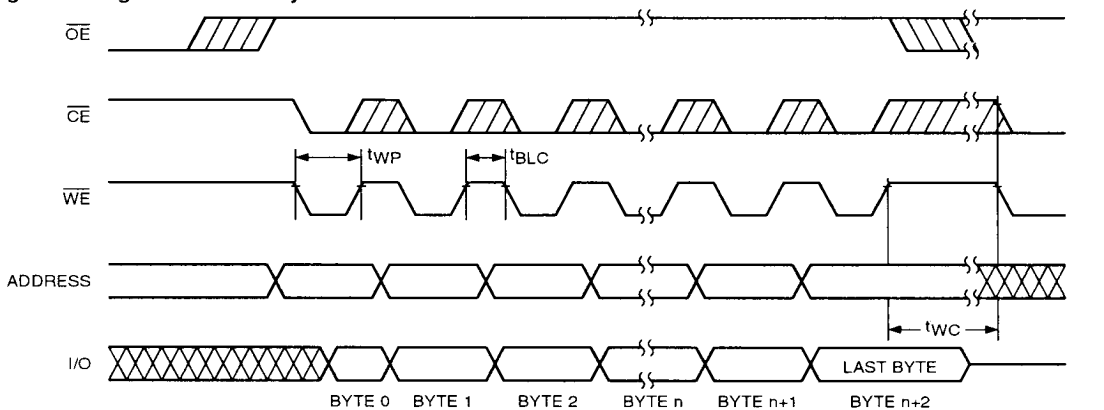 OE
CE
tWP
tBLC
WE
ADDRESS
tWC
I/O
LAST BYTE
BYTE 0 BYTE 1 BYTE 2 BYTE n BYTE n+1 BYTE n+2